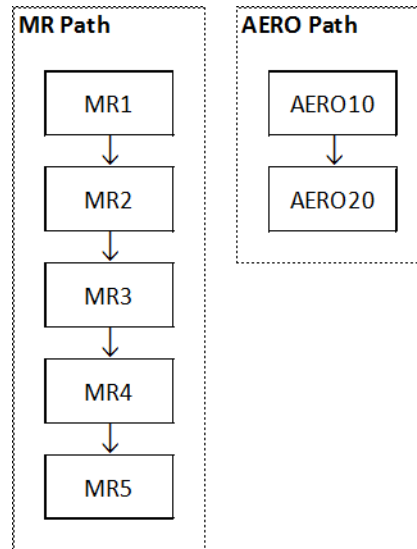 MR Path
MR1
MR2
MR3
MR4
MR5
AERO Path
AERO10
AERO20